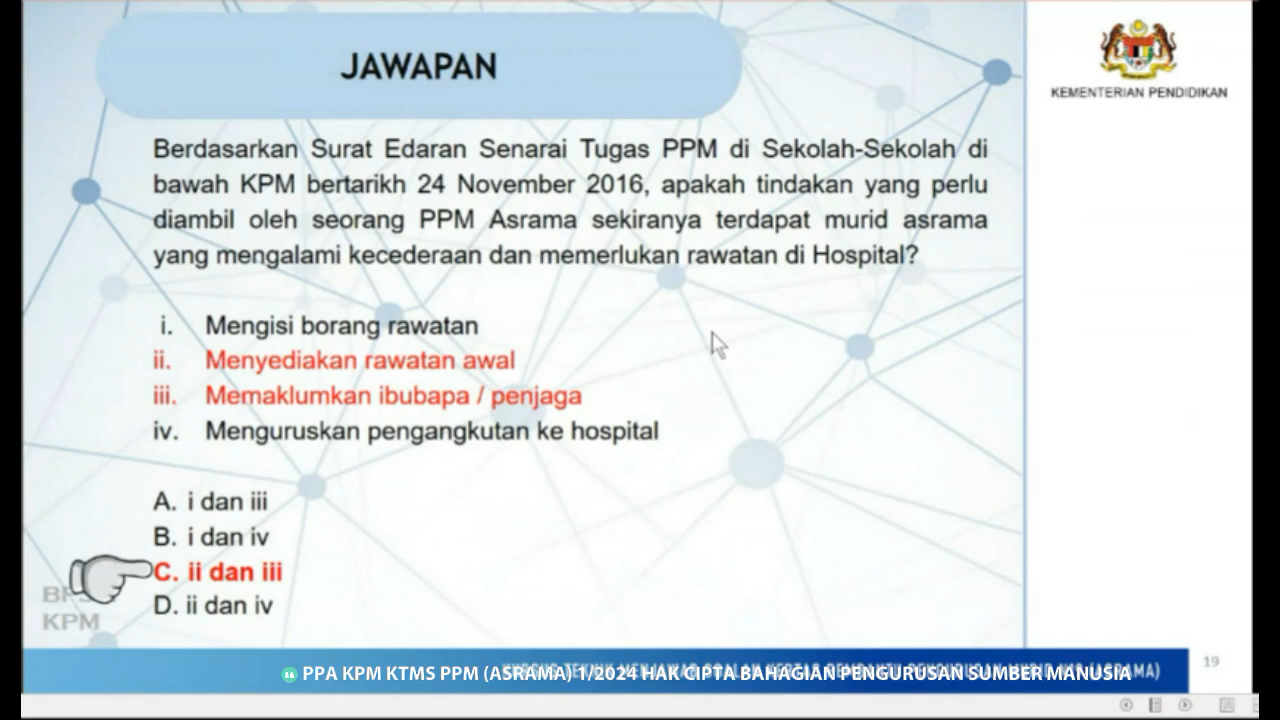 JAWAPAN
KEMENTERIAN PENDIDIKAN
Berdasarkan Surat Edaran Senarai Tugas PPM di Sekolah-Sekolah di
bawah KPM bertarikh 24 November 2016, apakah tindakan yang perlu
diambil oleh seorang PPM Asrama sekiranya terdapat murid asrama
yang mengalami kecederaan dan memerlukan rawatan di Hospital?
i. Mengisi borang rawatan
ii. Menyediakan rawatan awal
iii. Memaklumkan ibubapa / penjaga
iv. Menguruskan pengangkutan ke hospital
A. i dan iii
B. i dan iv
C. ii dan iii
D. ii dan iv
KPM
PPA KPM KTMS PPM (ASRAMA) 1/2024 HAK CIPTA BAHAGIAN PENGURUSAN SUMBER MANUSIA
19